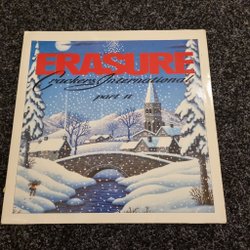 ERASURE
Crackers International
part II